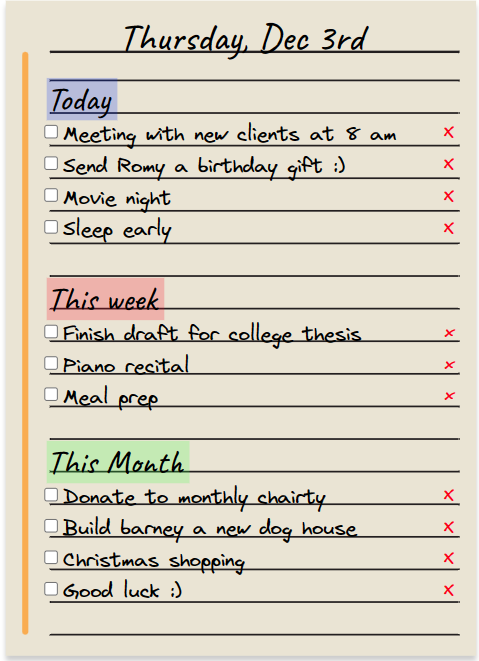 Thursday, Dec 3rd
Today
Meeting with new clients at 8 am x
Send Romy a birthday gift :) x
Movie night x
Sleep early x
This week
Finish draft for college thesis x
Piano recital x
Meal prep x
This Month
Donate to monthly chairty x
Build barney a new dog house x
Christmas shopping x
Good luck :) x